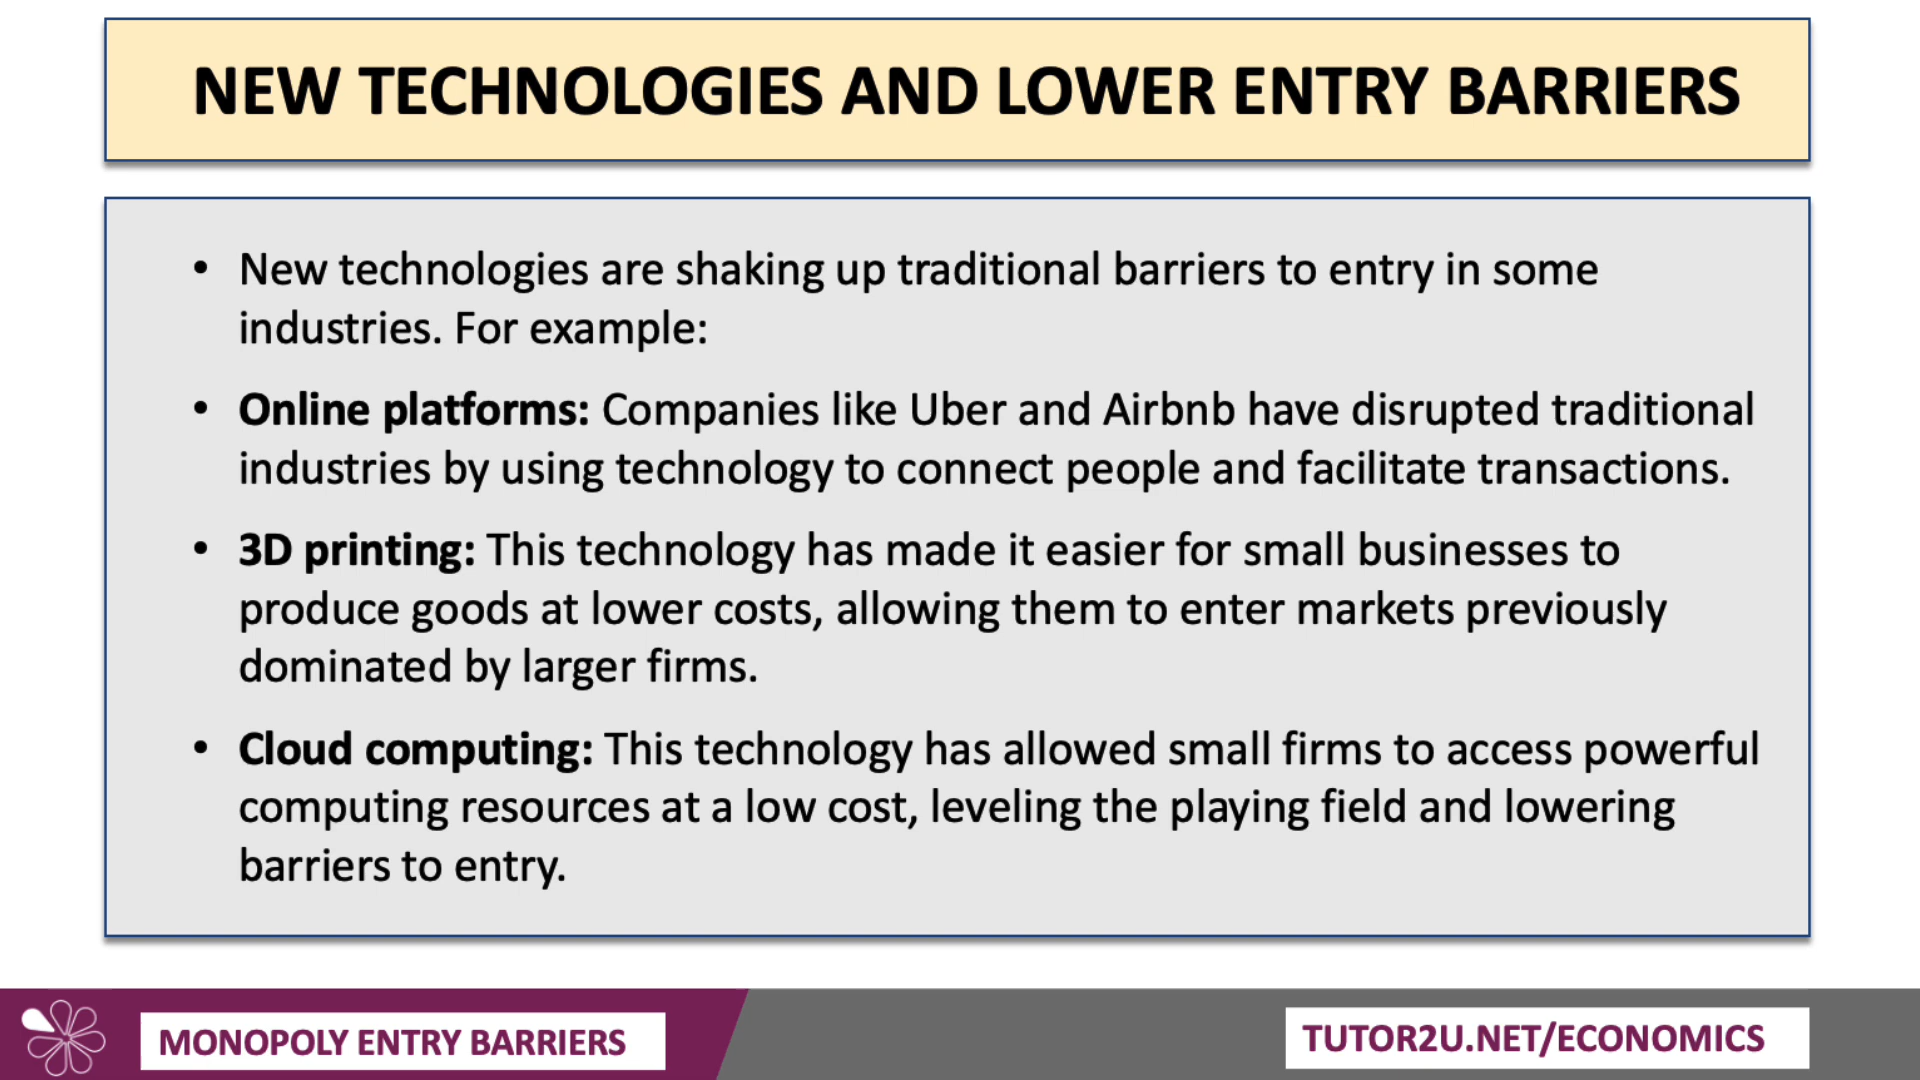 NEW TECHNOLOGIES AND LOWER ENTRY BARRIERS
• New technologies are shaking up traditional barriers to entry in some
industries. For example:
• Online platforms: Companies like Uber and Airbnb have disrupted traditional
industries by using technology to connect people and facilitate transactions.
• 3D printing: This technology has made it easier for small businesses to
produce goods at lower costs, allowing them to enter markets previously
dominated by larger firms.
• Cloud computing: This technology has allowed small firms to access powerful
computing resources at a low cost, leveling the playing field and lowering
barriers to entry.
MONOPOLY ENTRY BARRIERS
TUTOR2U.NET/ECONOMICS